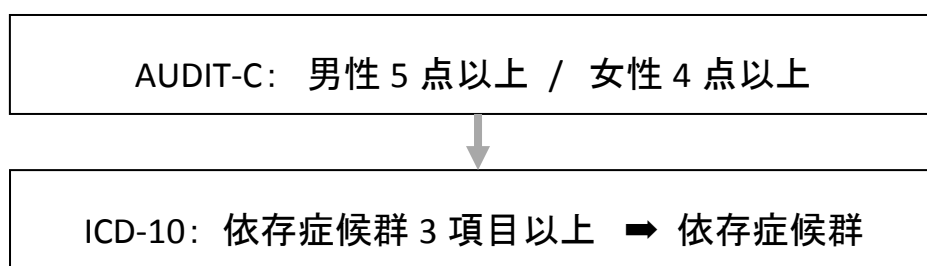 AUDIT-C： 男性 5 点以上 / 女性 4 点以上
ICD-10： 依存症候群 3 項目以上 ➡ 依存症候群